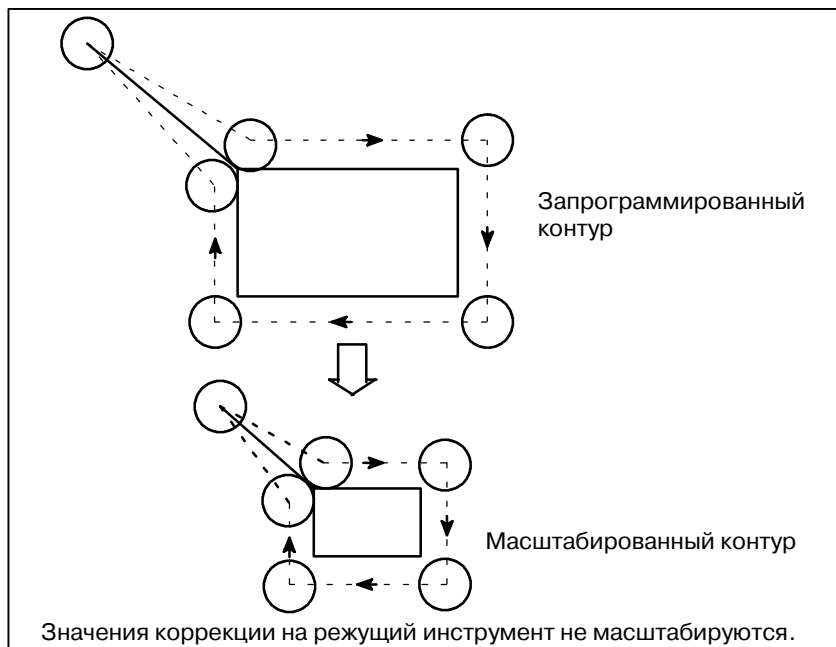 Запрограммированный
контур
Масштабированный контур
Значения коррекции на режущий инструмент не масштабируются.